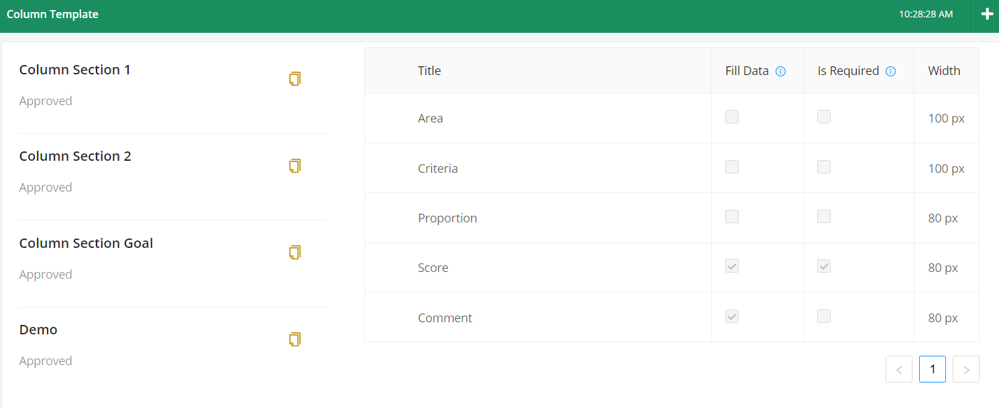 Column Template
10:28:28 AM
Column Section 1
Approved
Column Section 2
Approved
Column Section Goal
Approved
Demo
Approved
Title Fill Data Is Required Width
Area 100 px
Criteria 100 px
Proportion 80 px
Score 80 px
Comment 80 px
1